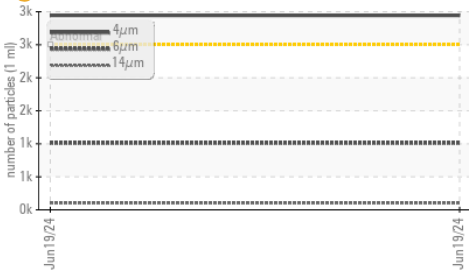 3k
3k
2k
2k
1k
1k
0k
number of particles (1 ml)
Abnormal
4µm
6µm
14µm
Jun19/24
Jun19/24